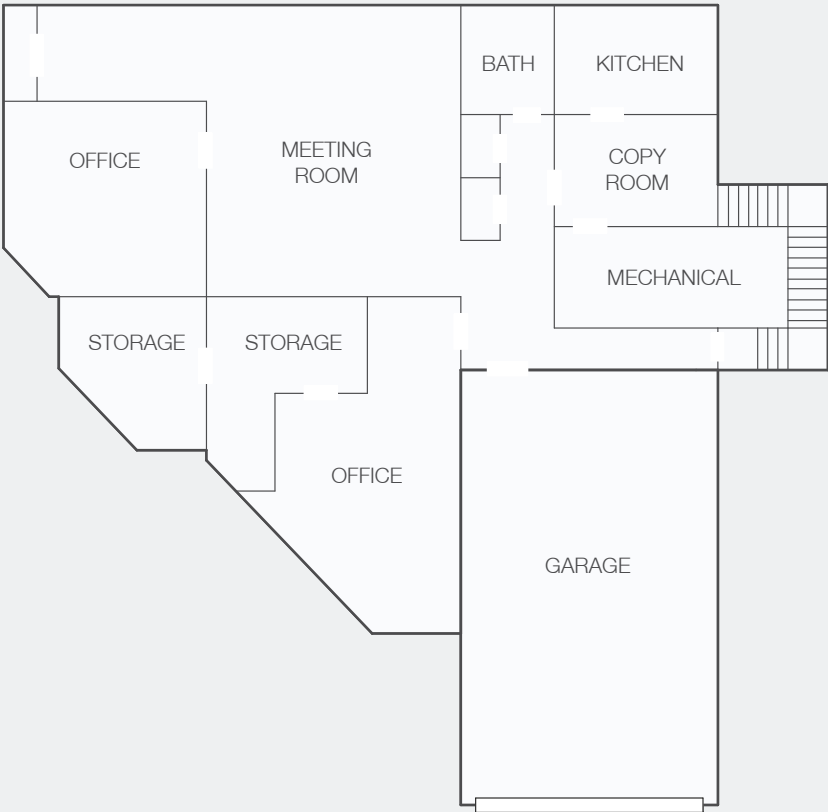 BATH
KITCHEN
OFFICE
MEETING
ROOM
COPY
ROOM
MECHANICAL
STORAGE
STORAGE
OFFICE
GARAGE